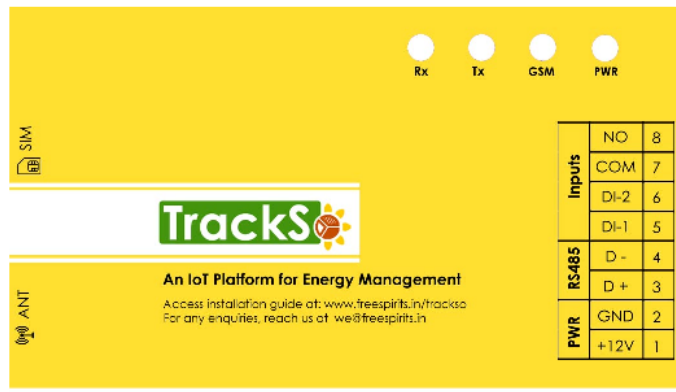 Rx Tx GSM PWR
SIM
Inputs
NO 8
COM 7
DI-2 6
DI-1 5
RS485
D - 4
D + 3
PWR
GND 2
+12V 1
TrackSo
An IoT Platform for Energy Management
Access installation guide at: www.freespirits.in/trackso
For any enquiries, reach us at we@freespirits.in
ANT